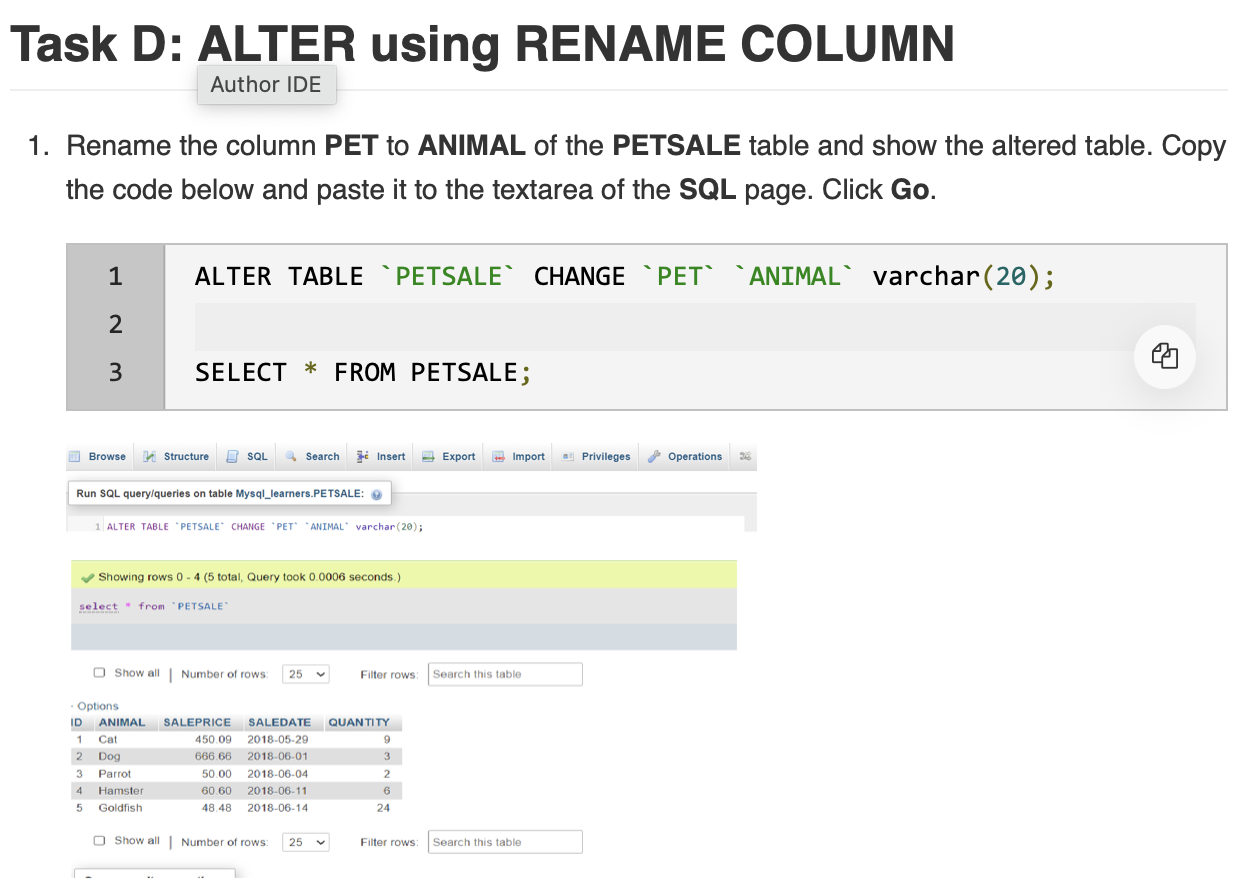 Task D: ALTER using RENAME COLUMN
Author IDE
1. Rename the column PET to ANIMAL of the PETSALE table and show the altered table. Copy
the code below and paste it to the textarea of the SQL page. Click Go.
1 ALTER TABLE `PETSALE` CHANGE `PET` `ANIMAL` varchar(20);
2
3 SELECT * FROM PETSALE;
Browse Structure SQL Search Insert Export Import Privileges Operations
Run SQL query/queries on table Mysql_learners.PETSALE:
1 ALTER TABLE `PETSALE` CHANGE `PET` `ANIMAL` varchar(20);
Showing rows 0 - 4 (5 total, Query took 0.0006 seconds.)
select * from `PETSALE`
Show all | Number of rows: 25 Filter rows: Search this table
Options
ID ANIMAL SALEPRICE SALEDATE QUANTITY
1 Cat 450.09 2018-05-29 9
2 Dog 666.66 2018-06-01 3
3 Parrot 50.00 2018-06-04 2
4 Hamster 60.60 2018-06-11 6
5 Goldfish 48.48 2018-06-14 24
Show all | Number of rows: 25 Filter rows: Search this table